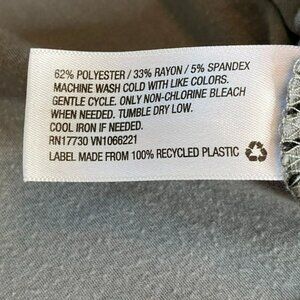 62% POLYESTER / 33% RAYON / 5% SPANDEX
MACHINE WASH COLD WITH LIKE COLORS.
GENTLE CYCLE. ONLY NON-CHLORINE BLEACH
WHEN NEEDED. TUMBLE DRY LOW.
COOL IRON IF NEEDED.
RN17730 VN1066221
LABEL MADE FROM 100% RECYCLED PLASTIC